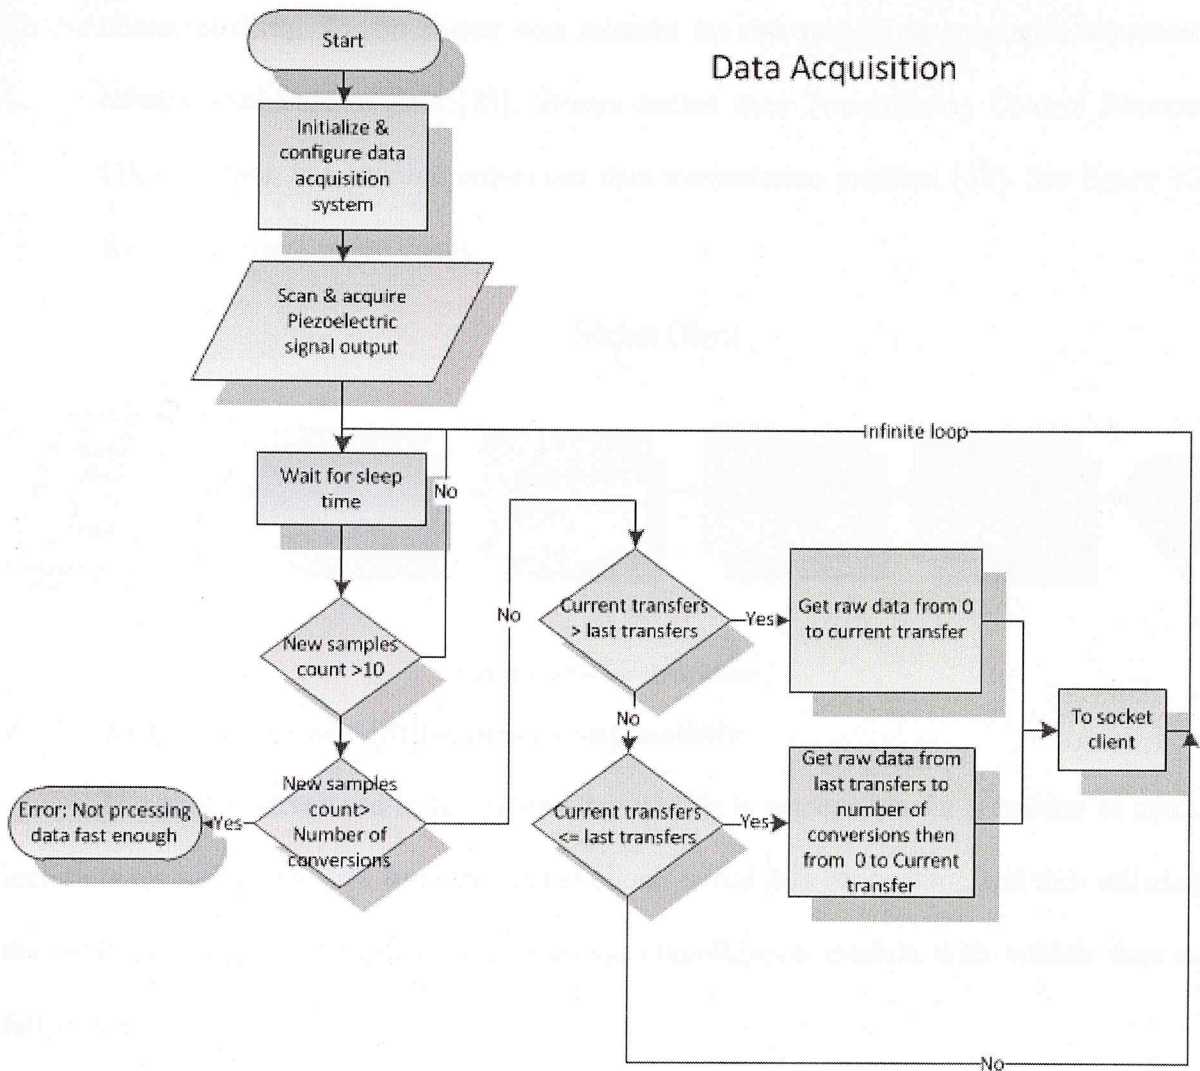 Data Acquisition
Start
Initialize &
configure data
acquisition
system
Scan & acquire
Piezoelectric
signal output
Infinite loop
Wait for sleep
time
No
New samples
count >10
New samples
count>
Number of
conversions
Yes
Error: Not prcessing
data fast enough
No
Current transfers
> last transfers
Yes
Get raw data from 0
to current transfer
No
Current transfers
<= last transfers
Yes
Get raw data from
last transfers to
number of
conversions then
from 0 to Current
transfer
To socket
client
No